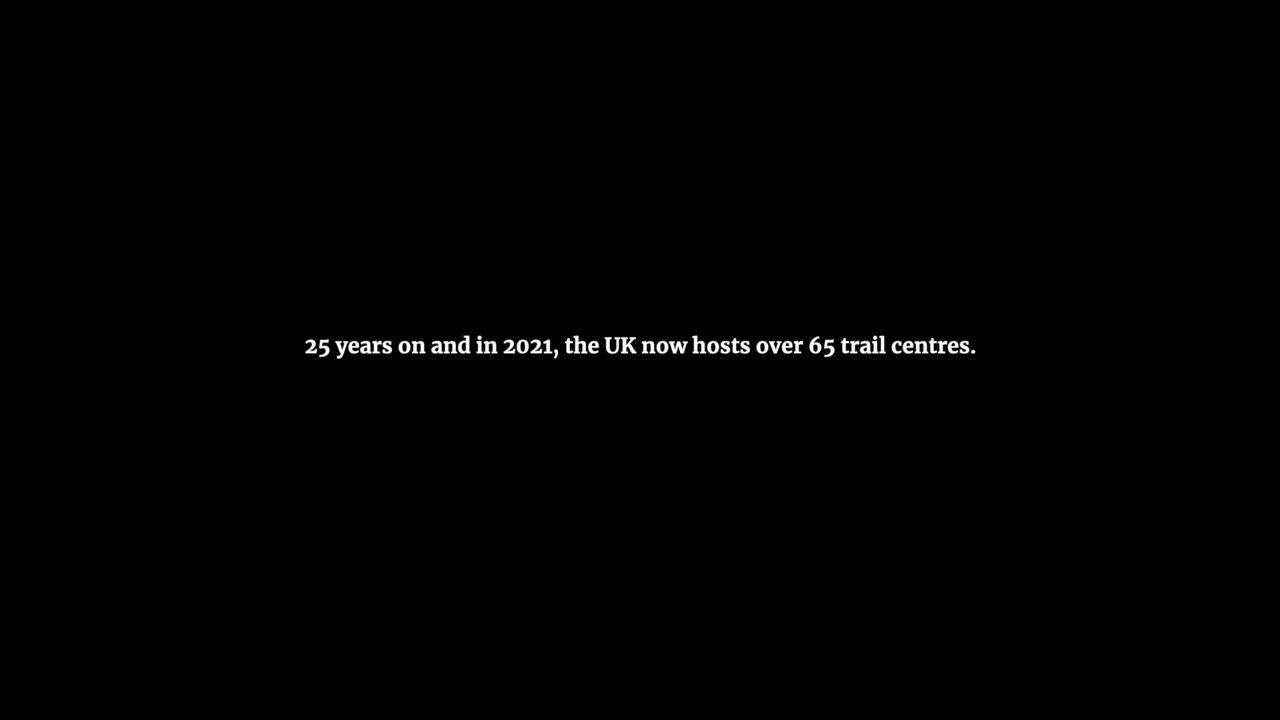 25 years on and in 2021, the UK now hosts over 65 trail centres.